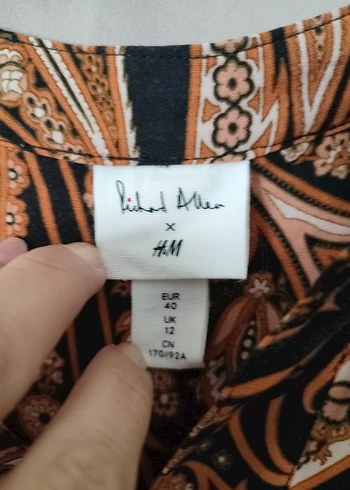 Richard Allan
x
H&M
EUR
40
UK
12
CN
170/92A